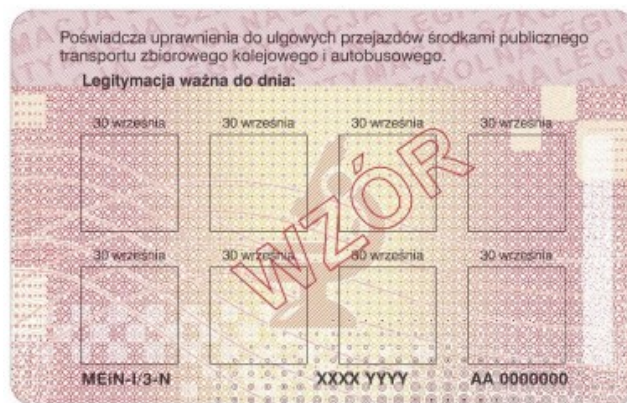 Poświadcza uprawnienia do ulgowych przejazdów środkami publicznego
transportu zbiorowego kolejowego i autobusowego.
Legitymacja ważna do dnia:
30 września 30 września 30 września 30 września
WZÓR
30 września 30 września 30 września 30 września
MEiN-I/3-N XXXX YYYY AA 0000000